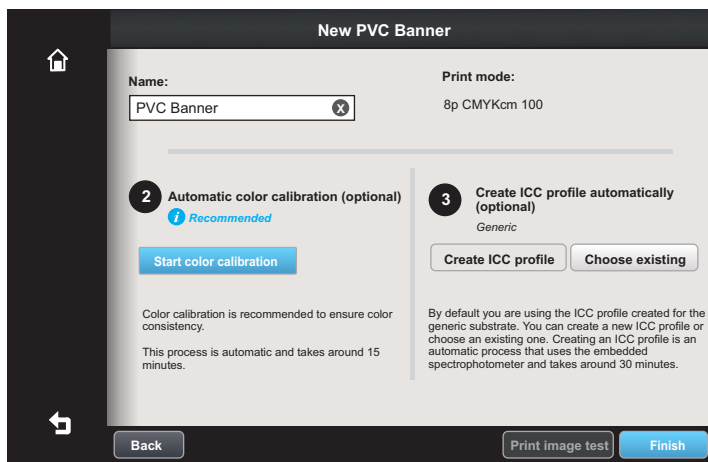 New PVC Banner
Name:
PVC Banner
X
Print mode:
8p CMYKcm 100
2
Automatic color calibration (optional)
i Recommended
Start color calibration
Color calibration is recommended to ensure color
consistency.
This process is automatic and takes around 15
minutes.
3
Create ICC profile automatically
(optional)
Generic
Create ICC profile
Choose existing
By default you are using the ICC profile created for the
generic substrate. You can create a new ICC profile or
choose an existing one. Creating an ICC profile is an
automatic process that uses the embedded
spectrophotometer and takes around 30 minutes.
Back
Print image test
Finish